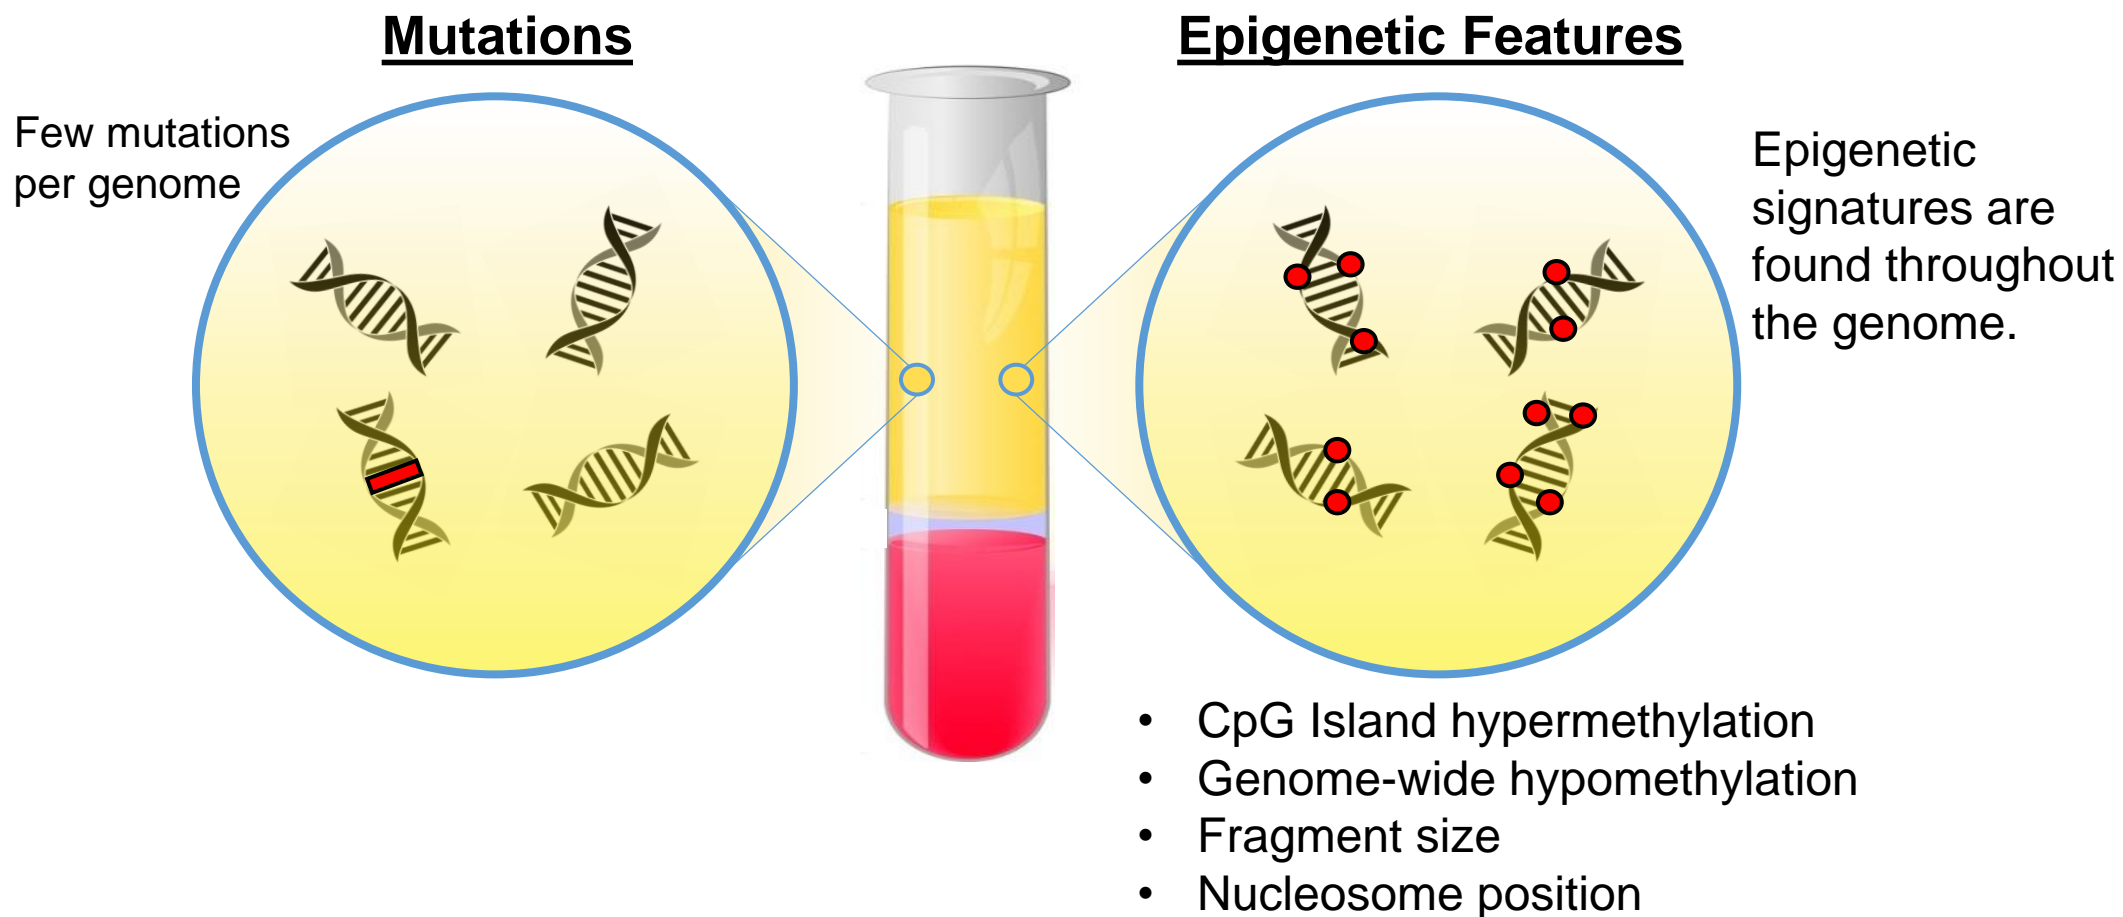 Mutations
Few mutations
per genome
Epigenetic Features
Epigenetic
signatures are
found throughout
the genome.
• CpG Island hypermethylation
• Genome-wide hypomethylation
• Fragment size
• Nucleosome position